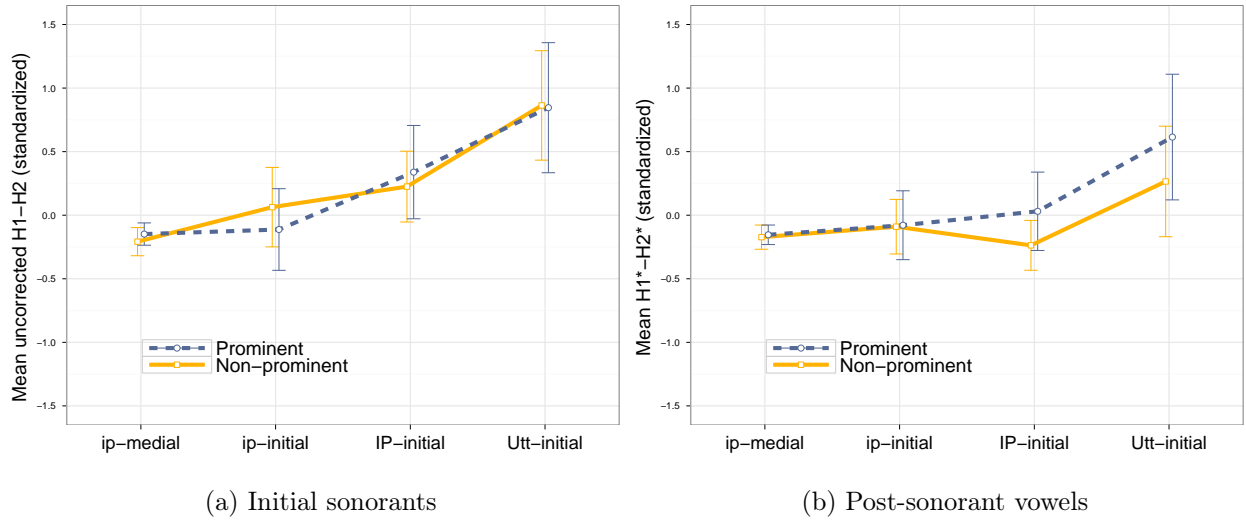 Mean uncorrected H1−H2 (standardized)
1.5
1.0
0.5
0.0
−0.5
−1.0
−1.5
Prominent
Non−prominent
ip−medial ip−initial IP−initial Utt−initial
(a) Initial sonorants
Mean H1*−H2* (standardized)
1.5
1.0
0.5
0.0
−0.5
−1.0
−1.5
Prominent
Non−prominent
ip−medial ip−initial IP−initial Utt−initial
(b) Post-sonorant vowels